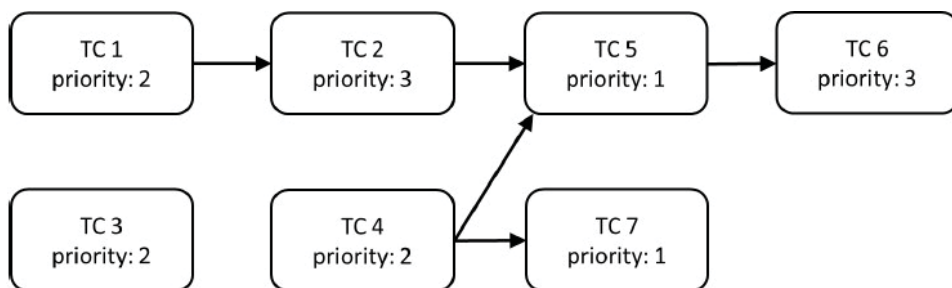 TC 1
priority: 2
TC 2
priority: 3
TC 5
priority: 1
TC 6
priority: 3
TC 3
priority: 2
TC 4
priority: 2
TC 7
priority: 1